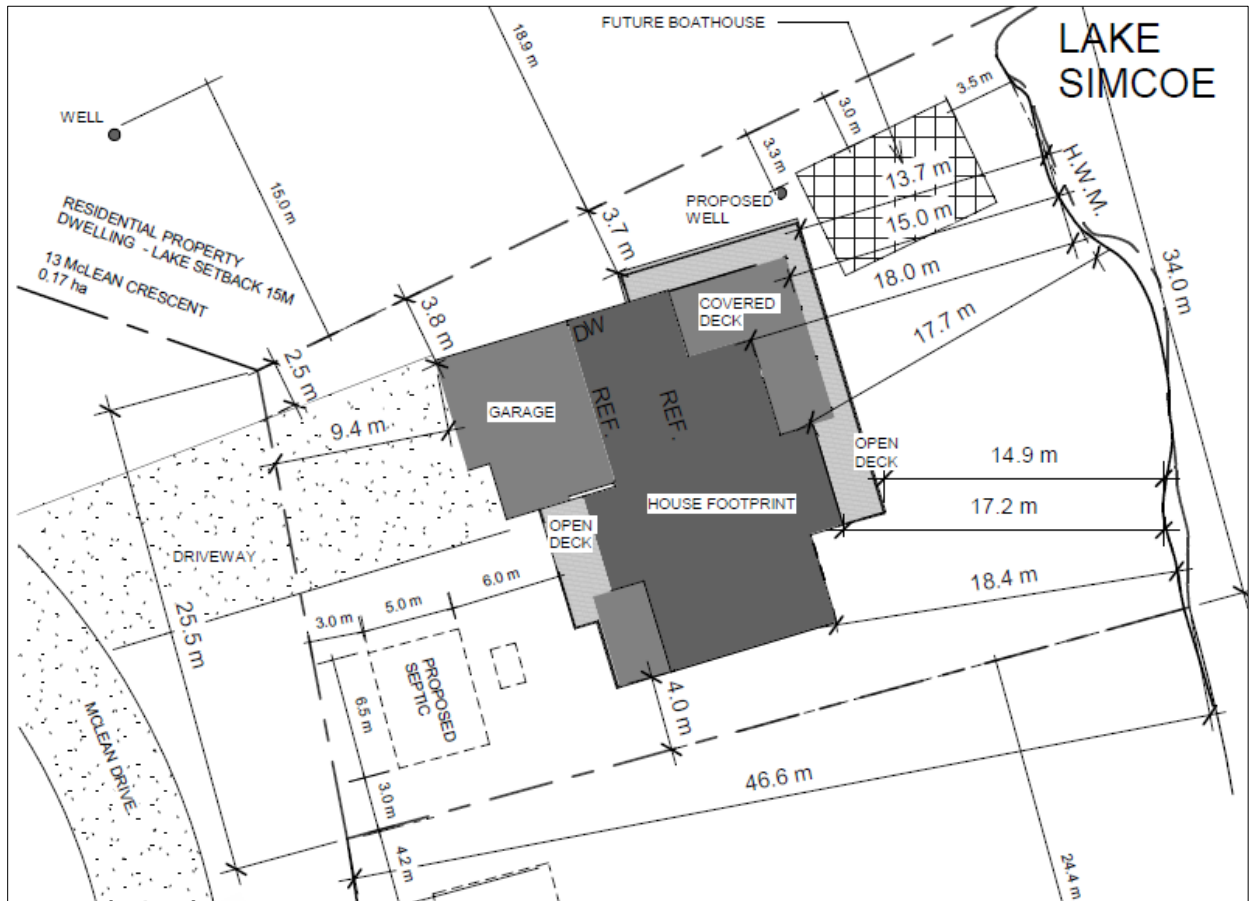 FUTURE BOATHOUSE
LAKE
SIMCOE
18.9 m
3.5 m
3.0 m
WELL
3.3 m
H.W.M.
13.7 m
15.0 m
15.0 m
PROPOSED
WELL
RESIDENTIAL PROPERTY
DWELLING - LAKE SETBACK 15M
13 McLEAN CRESCENT
0.17 ha
3.7 m
18.0 m
34.0 m
3.8 m
COVERED
DECK
17.7 m
DW
2.5 m
REF.
REF.
GARAGE
9.4 m
OPEN
DECK
14.9 m
HOUSE FOOTPRINT
17.2 m
OPEN
DECK
DRIVEWAY
6.0 m
18.4 m
5.0 m
3.0 m
25.5 m
PROPOSED
SEPTIC
6.5 m
4.0 m
MCLEAN DRIVE
46.6 m
3.0 m
4.2 m
24.4 m